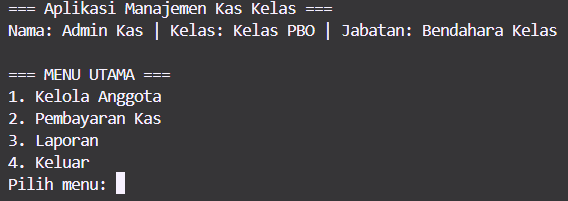 === Aplikasi Manajemen Kas Kelas ===
Nama: Admin Kas | Kelas: Kelas PBO | Jabatan: Bendahara Kelas
=== MENU UTAMA ===
1. Kelola Anggota
2. Pembayaran Kas
3. Laporan
4. Keluar
Pilih menu: